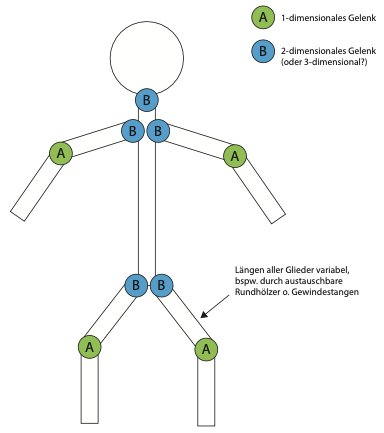 A 1-dimensionales Gelenk
B 2-dimensionales Gelenk
(oder 3-dimensional?)
B
B B
A A
Längen aller Glieder variabel,
bspw. durch austauschbare
Rundhölzer o. Gewindestangen
B B
A A